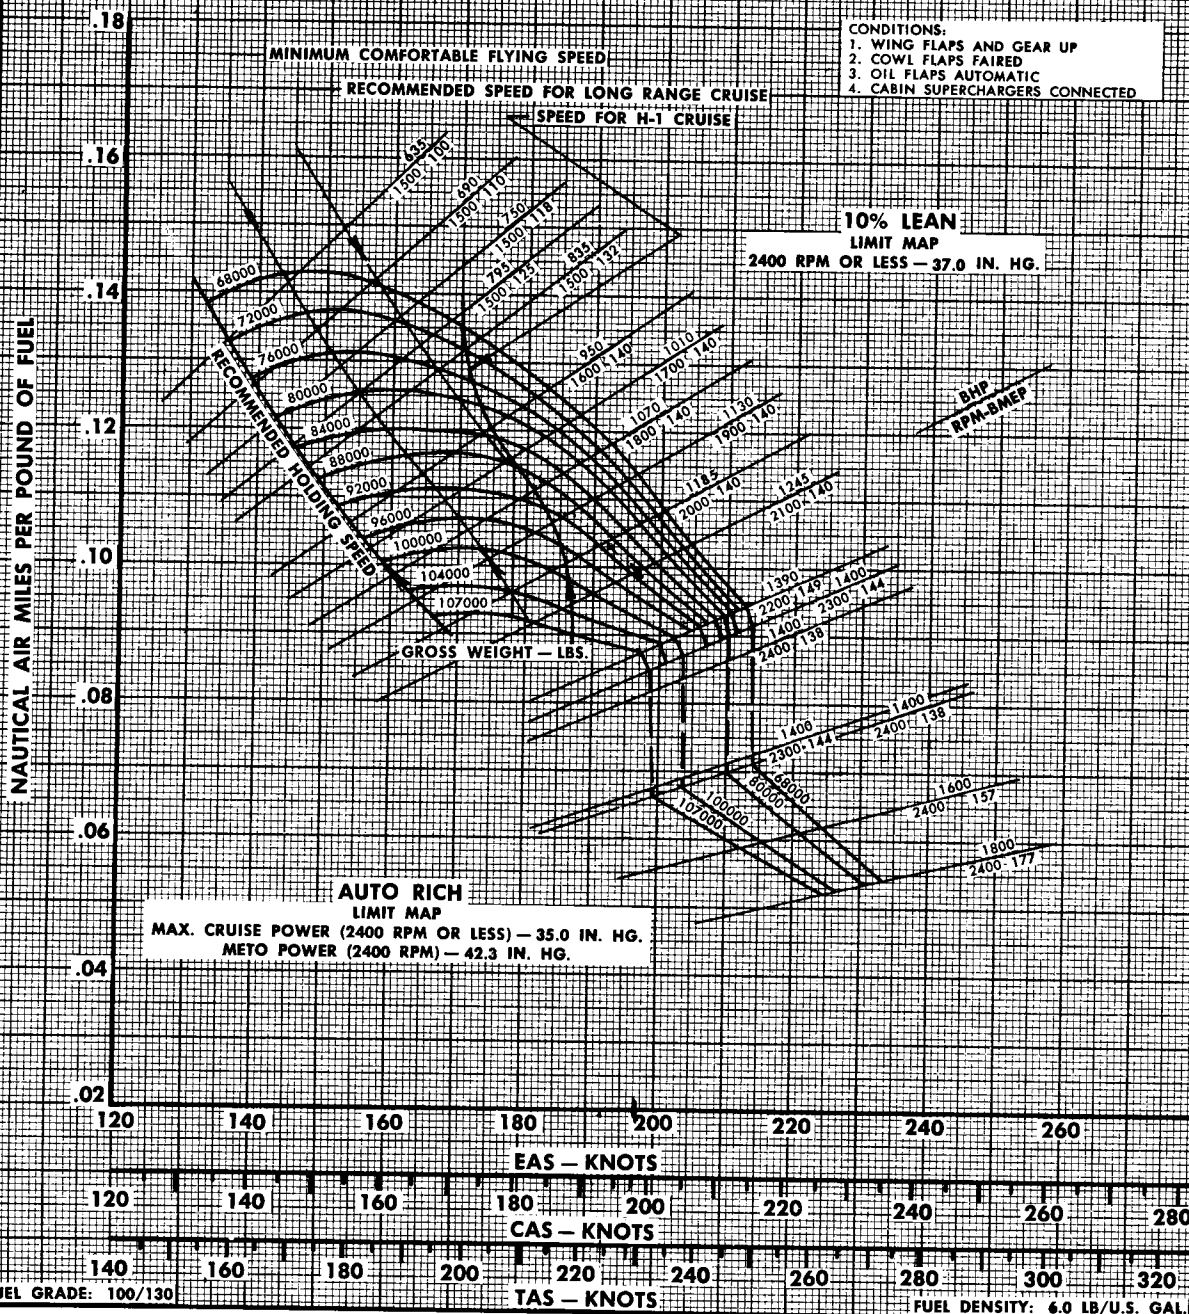 .18
CONDITIONS:
1. WING FLAPS AND GEAR UP
2. COWL FLAPS FAIRED
3. OIL FLAPS AUTOMATIC
4. CABIN SUPERCHARGERS CONNECTED
MINIMUM COMFORTABLE FLYING SPEED
RECOMMENDED SPEED FOR LONG RANGE CRUISE
SPEED FOR H-1 CRUISE
.16
635
1500-100
690
1500-110
750
1500-118
795
1500-125
835
1500-132
10% LEAN
LIMIT MAP
2400 RPM OR LESS — 37.0 IN. HG.
.14
68000
72000
76000
80000
84000
88000
92000
96000
100000
104000
107000
950
1600-140
1010
1700-140
1070
1800-140
1130
1900-140
1185
2000-140
1245
2100-140
BHP
RPM-BMEP
.12
RECOMMENDED HOLDING SPEED
NAUTICAL AIR MILES PER POUND OF FUEL
.10
1390
2200-149
1400
2300-144
1400
2400-138
GROSS WEIGHT — LBS.
.08
1400
2300-144
1400
2400-138
68000
80000
100000
107000
1600
2400-157
1800
2400-177
.06
AUTO RICH
LIMIT MAP
MAX. CRUISE POWER (2400 RPM OR LESS) — 35.0 IN. HG.
METO POWER (2400 RPM) — 42.3 IN. HG.
.04
.02
120 140 160 180 200 220 240 260
EAS — KNOTS
120 140 160 180 200 220 240 260 280
CAS — KNOTS
140 160 180 200 220 240 260 280 300 320
TAS — KNOTS
UEL GRADE: 100/130
FUEL DENSITY: 6.0 LB/U.S. GAL